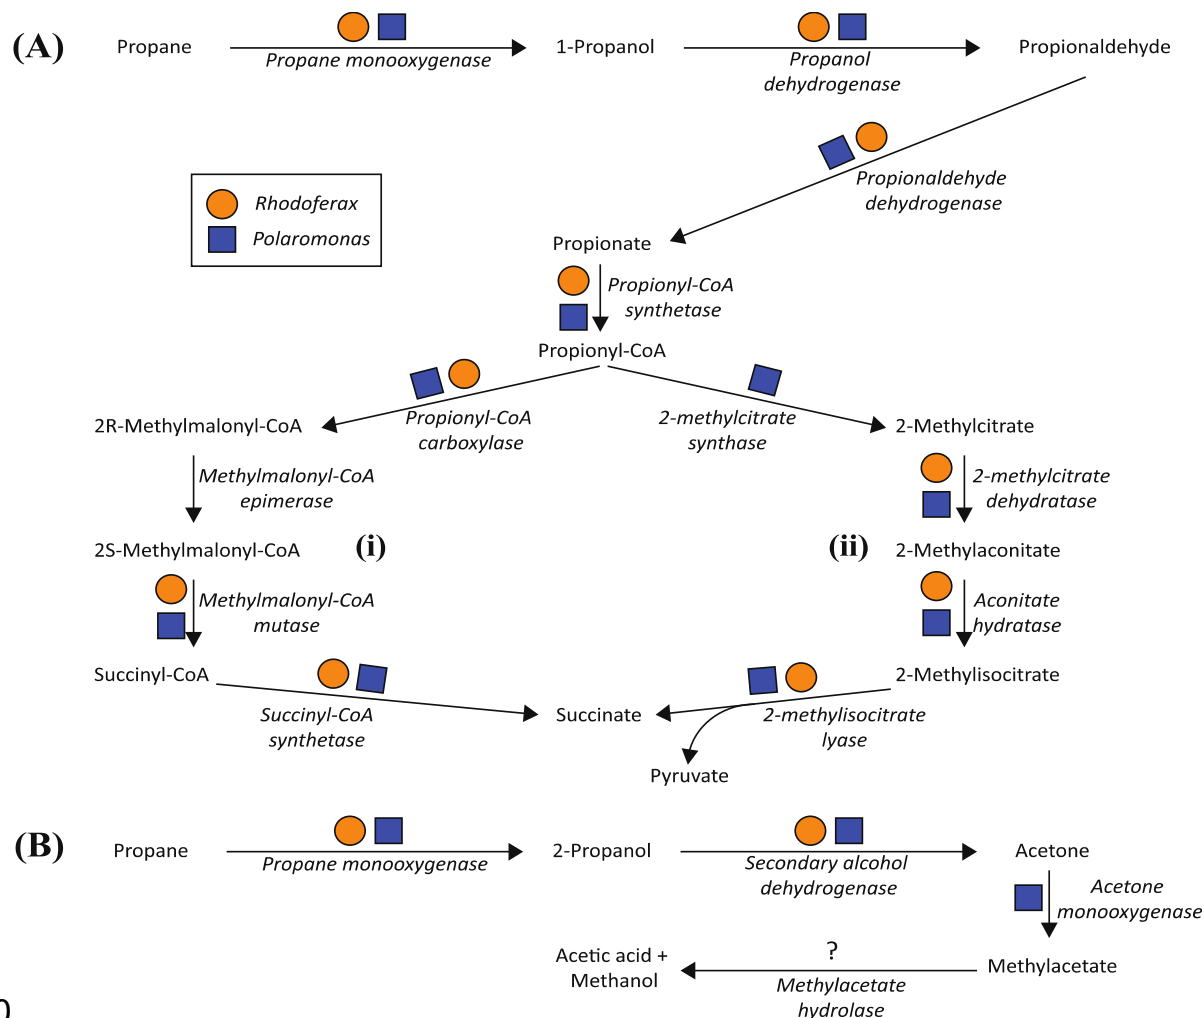 (A)
Propane
Propane monooxygenase
1-Propanol
Propanol
dehydrogenase
Propionaldehyde
Propionaldehyde
dehydrogenase
Rhodoferax
Polaromonas
Propionate
Propionyl-CoA
synthetase
Propionyl-CoA
Propionyl-CoA
carboxylase
2-methylcitrate
synthase
2R-Methylmalonyl-CoA
2-Methylcitrate
Methylmalonyl-CoA
epimerase
2-methylcitrate
dehydratase
2S-Methylmalonyl-CoA
(i)
(ii)
2-Methylaconitate
Methylmalonyl-CoA
mutase
Aconitate
hydratase
Succinyl-CoA
2-Methylisocitrate
Succinyl-CoA
synthetase
Succinate
2-methylisocitrate
lyase
Pyruvate
(B)
Propane
Propane monooxygenase
2-Propanol
Secondary alcohol
dehydrogenase
Acetone
Acetone
monooxygenase
Acetic acid +
Methanol
?
Methylacetate
hydrolase
Methylacetate
0